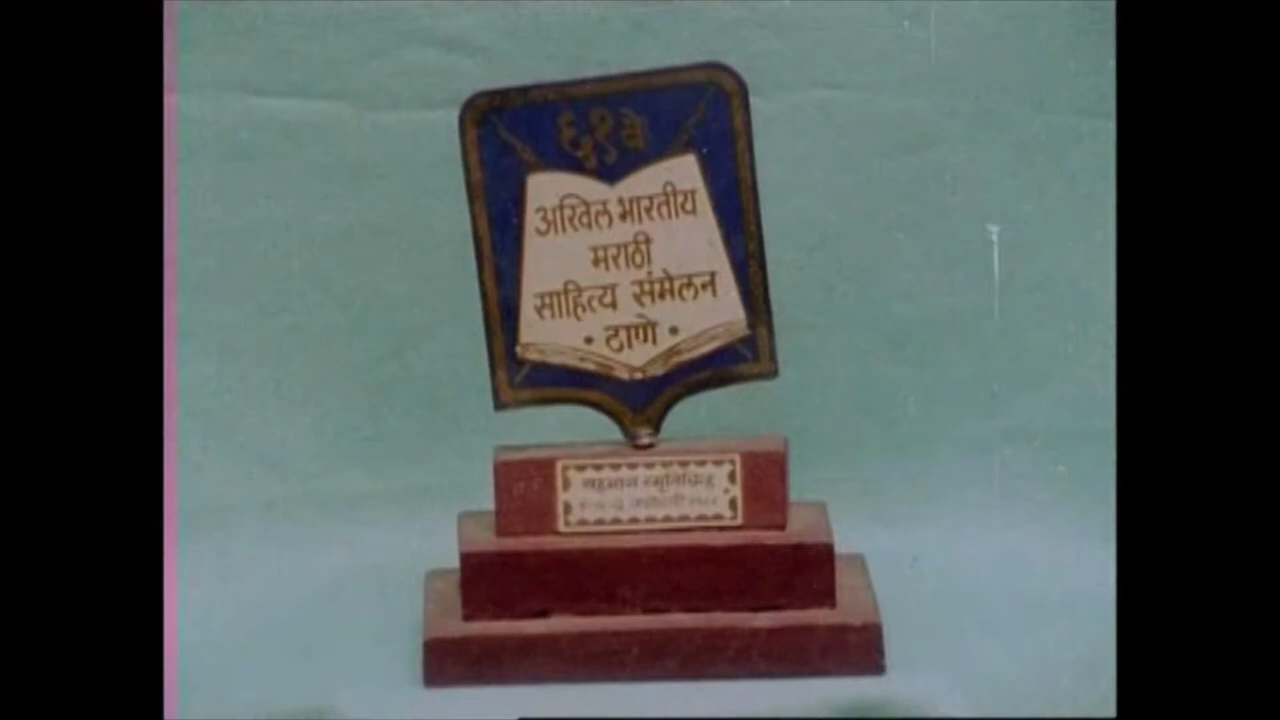 ६१ वे
अखिल भारतीय
मराठी
साहित्य संमेलन
• ठाणे •
स्मृतिचिन्ह